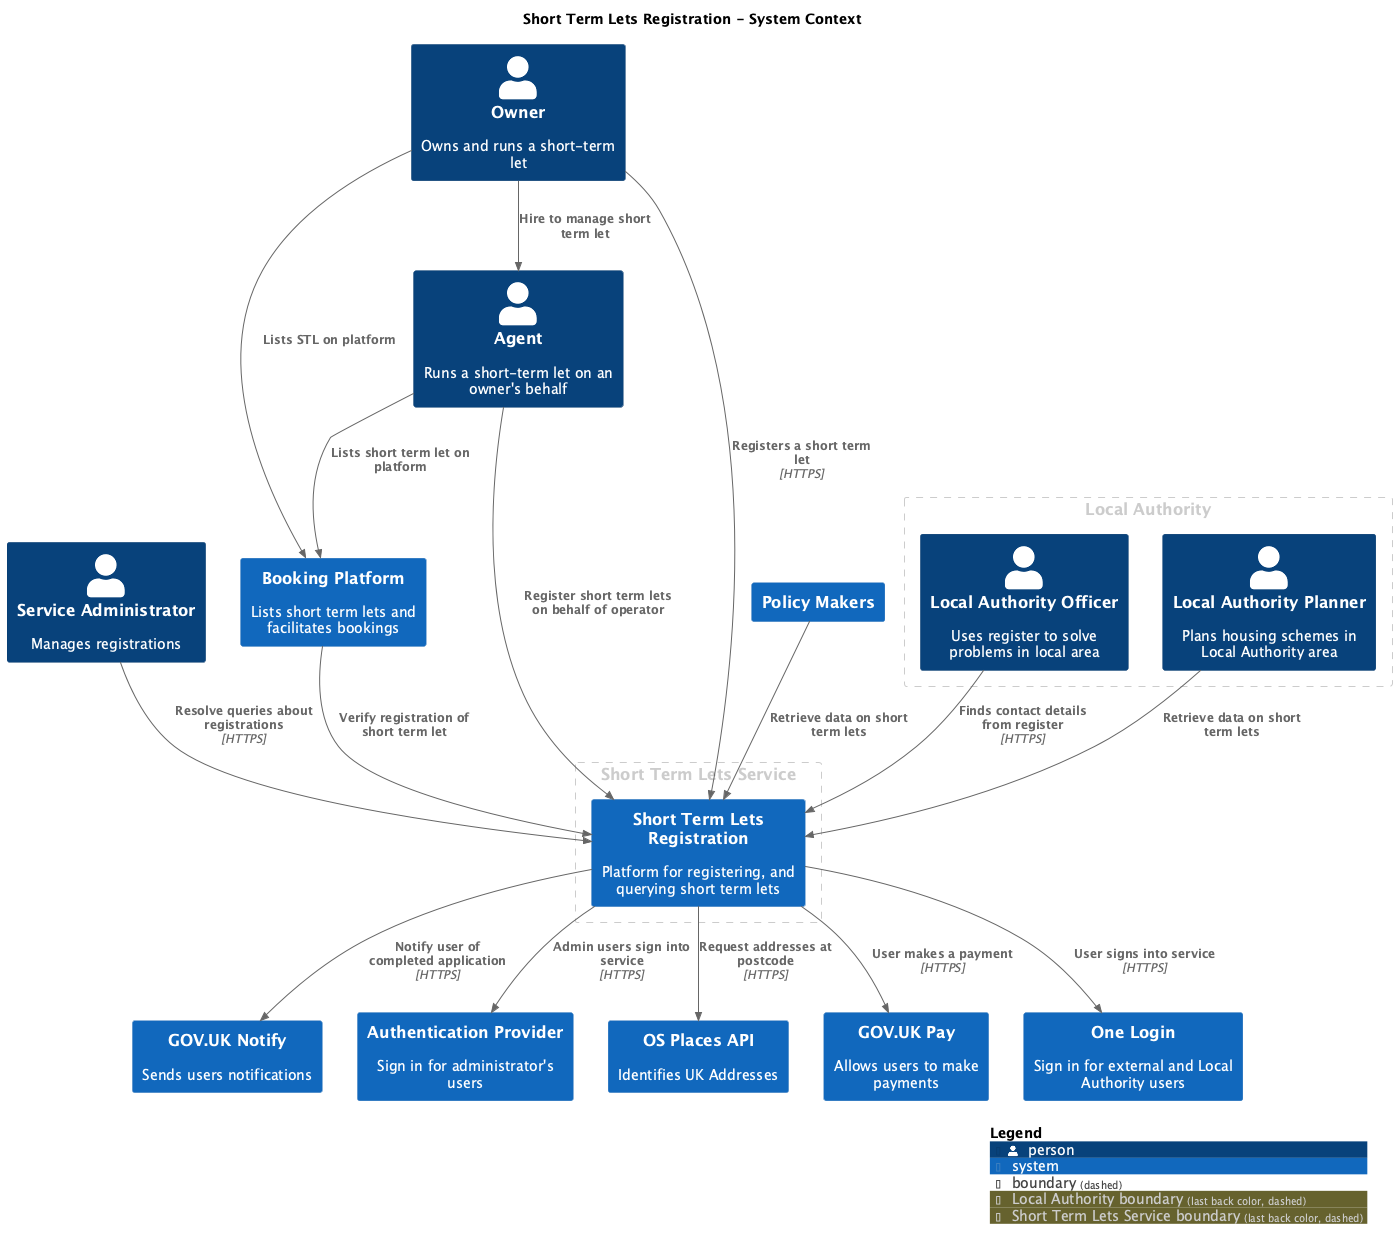 Short Term Lets Registration - System Context
Owner
Owns and runs a short-term
let
Hire to manage short
term let
Lists STL on platform
Agent
Runs a short-term let on an
owner's behalf
Lists short term let on
platform
Registers a short term
let
[HTTPS]
Local Authority
Service Administrator
Manages registrations
Booking Platform
Lists short term lets and
facilitates bookings
Register short term lets
on behalf of operator
Policy Makers
Local Authority Officer
Uses register to solve
problems in local area
Local Authority Planner
Plans housing schemes in
Local Authority area
Resolve queries about
registrations
[HTTPS]
Verify registration of
short term let
Retrieve data on short
term lets
Finds contact details
from register
[HTTPS]
Retrieve data on short
term lets
Short Term Lets Service
Short Term Lets
Registration
Platform for registering, and
querying short term lets
Notify user of
completed application
[HTTPS]
Admin users sign into
service
[HTTPS]
Request addresses at
postcode
[HTTPS]
User makes a payment
[HTTPS]
User signs into service
[HTTPS]
GOV.UK Notify
Sends users notifications
Authentication Provider
Sign in for administrator's
users
OS Places API
Identifies UK Addresses
GOV.UK Pay
Allows users to make
payments
One Login
Sign in for external and Local
Authority users
Legend
person
system
boundary (dashed)
Local Authority boundary (last back color, dashed)
Short Term Lets Service boundary (last back color, dashed)